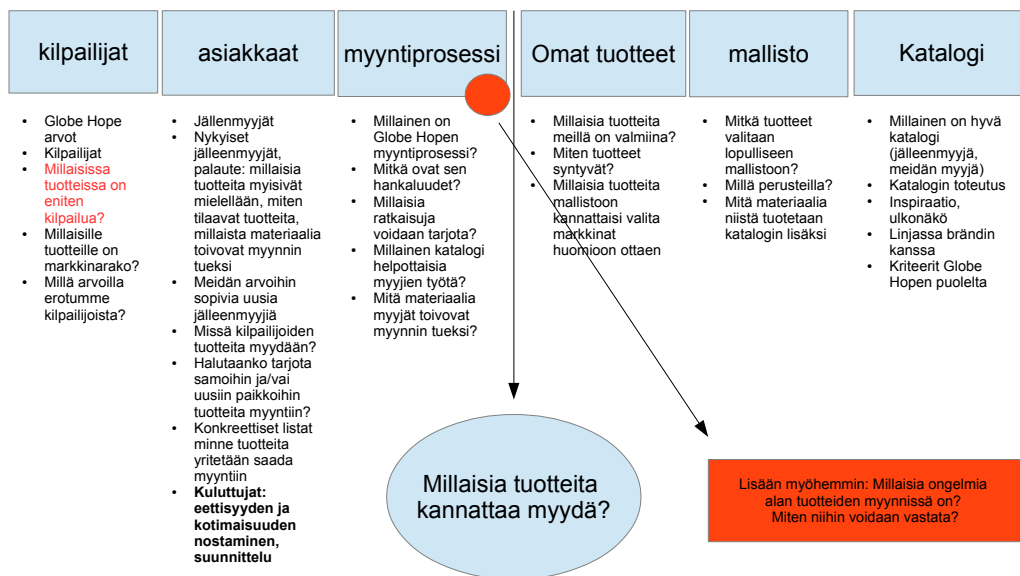 kilpailijat
asiakkaat
myyntiprosessi
Omat tuotteet
mallisto
Katalogi
• Globe Hope
arvot
• Kilpailijat
• Millaisissa
tuotteissa on
eniten
kilpailua?
• Millaisille
tuotteille on
markkinarako?
• Millä arvoilla
erotumme
kilpailijoista?
• Jällenmyyjät
• Nykyiset
jälleenmyyjät,
palaute: millaisia
tuotteita myisivät
mielellään, miten
tilaavat tuotteita,
millaista materiaalia
toivovat myynnin
tueksi
• Meidän arvoihin
sopivia uusia
jälleenmyyjiä
• Missä kilpailijoiden
tuotteita myydään?
• Halutaanko tarjota
samoihin ja/vai
uusiin paikkoihin
tuotteita myyntiin?
• Konkreettiset listat
minne tuotteita
yritetään saada
myyntiin
• Kuluttujat:
eettisyyden ja
kotimaisuuden
nostaminen,
suunnittelu
• Millainen on
Globe Hopen
myyntiprosessi?
• Mitkä ovat sen
hankaluudet?
• Millaisia
ratkaisuja
voidaan tarjota?
• Millainen katalogi
helpottaisia
myyjien työtä?
• Mitä materiaalia
myyjät toivovat
myynnin tueksi?
• Millaisia tuotteita
meillä on valmiina?
• Miten tuotteet
syntyvät?
• Millaisia tuotteita
mallistoon
kannattaisi valita
markkinat
huomioon ottaen
• Mitkä tuotteet
valitaan
lopulliseen
mallistoon?
• Millä perusteilla?
• Mitä materiaalia
niistä tuotetaan
katalogin lisäksi
• Millainen on hyvä
katalogi
(jälleenmyyjä,
meidän myyjä)
• Katalogin toteutus
• Inspiraatio,
ulkonäkö
• Linjassa brändin
kanssa
• Kriteerit Globe
Hopen puolelta
Millaisia tuotteita
kannattaa myydä?
Lisään myöhemmin: Millaisia ongelmia
alan tuotteiden myynnissä on?
Miten niihin voidaan vastata?